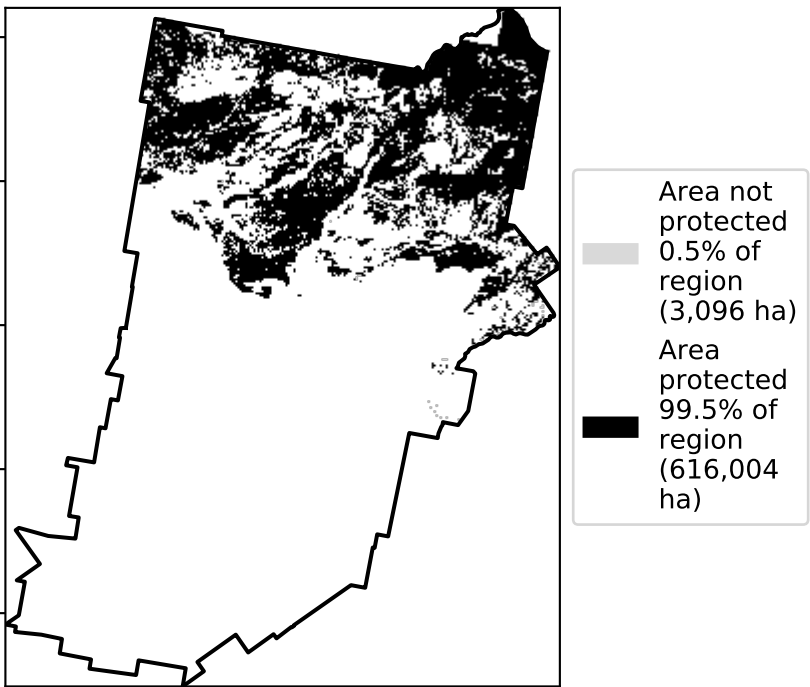 Area not
protected
0.5% of
region
(3,096 ha)
Area
protected
99.5% of
region
(616,004
ha)